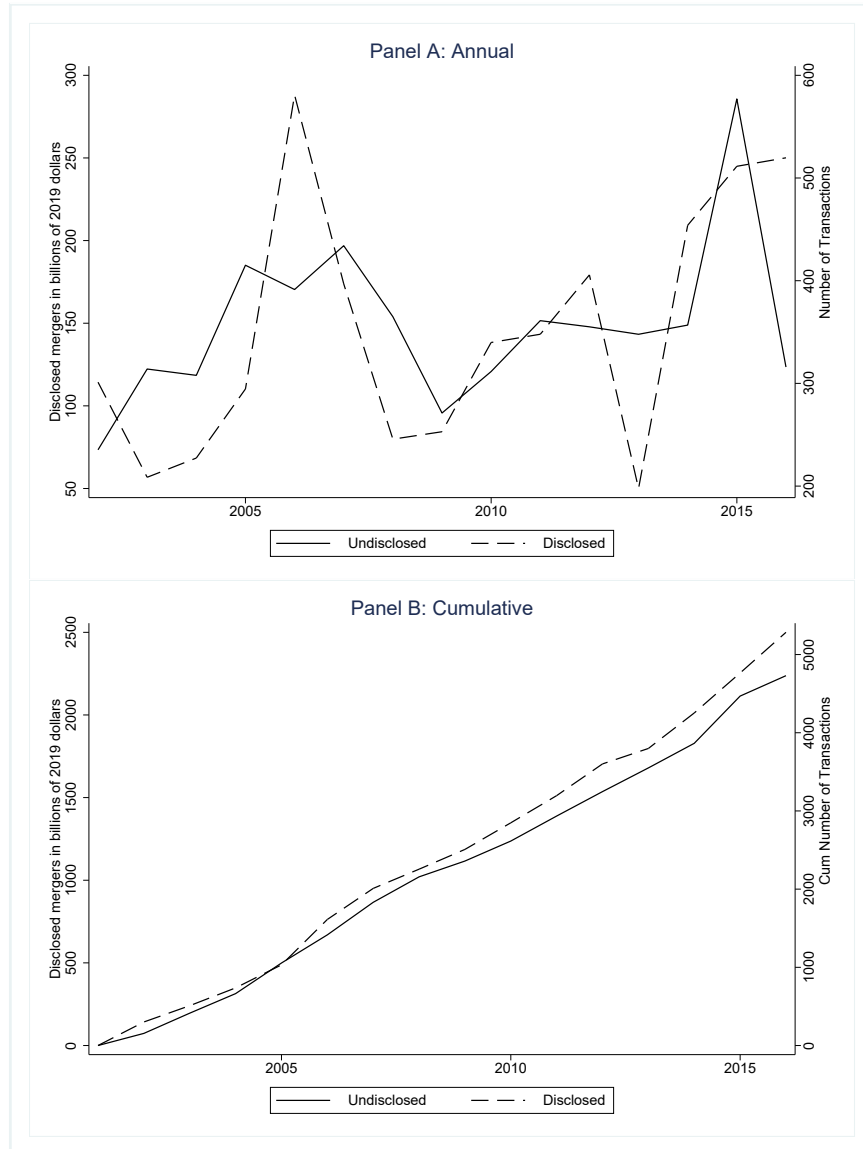 Panel A: Annual
Disclosed mergers in billions of 2019 dollars
300
250
200
150
100
50
Number of Transactions
600
500
400
300
200
2005 2010 2015
Undisclosed Disclosed
Panel B: Cumulative
Disclosed mergers in billions of 2019 dollars
2500
2000
1500
1000
500
0
Cum Number of Transactions
5000
4000
3000
2000
1000
0
2005 2010 2015
Undisclosed Disclosed